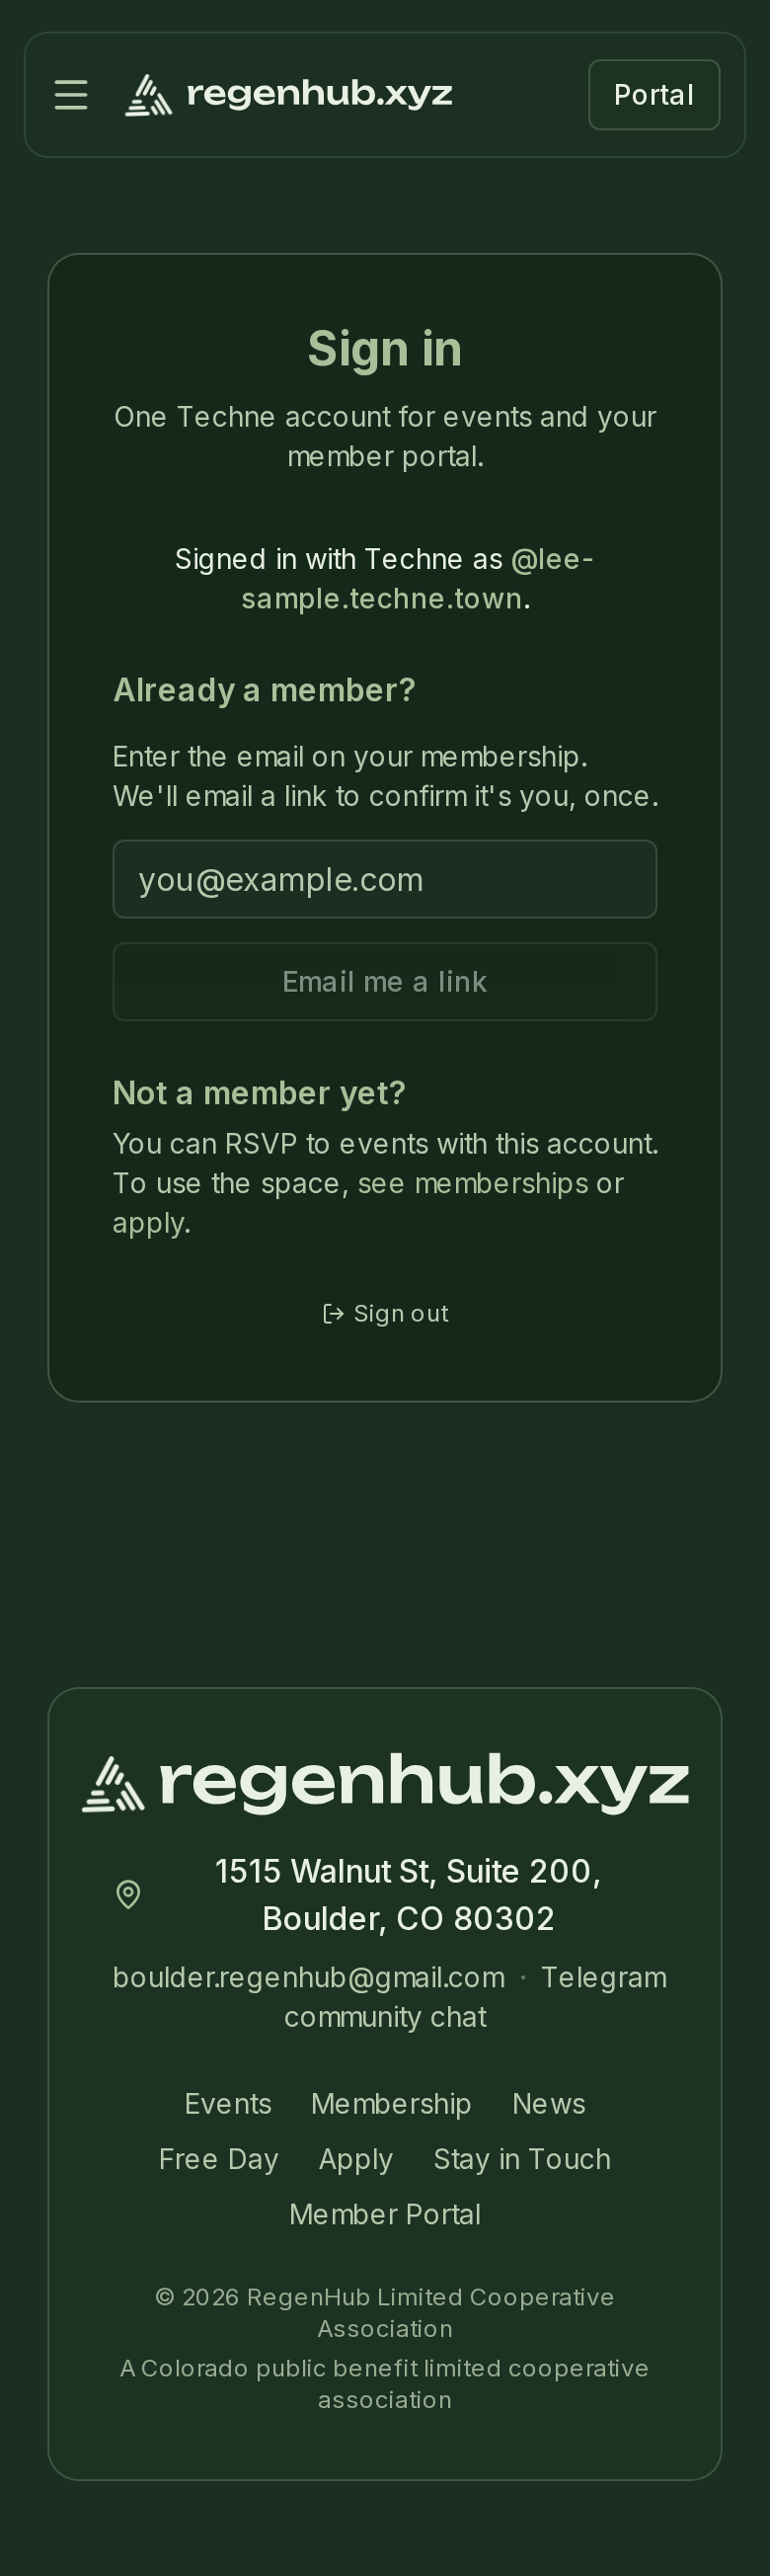 regenhub.xyz
Portal
Sign in
One Techne account for events and your
member portal.
Signed in with Techne as @lee-
sample.techne.town.
Already a member?
Enter the email on your membership.
We'll email a link to confirm it's you, once.
you@example.com
Email me a link
Not a member yet?
You can RSVP to events with this account.
To use the space, see memberships or
apply.
Sign out
regenhub.xyz
1515 Walnut St, Suite 200,
Boulder, CO 80302
boulder.regenhub@gmail.com · Telegram
community chat
Events Membership News
Free Day Apply Stay in Touch
Member Portal
© 2026 RegenHub Limited Cooperative
Association
A Colorado public benefit limited cooperative
association